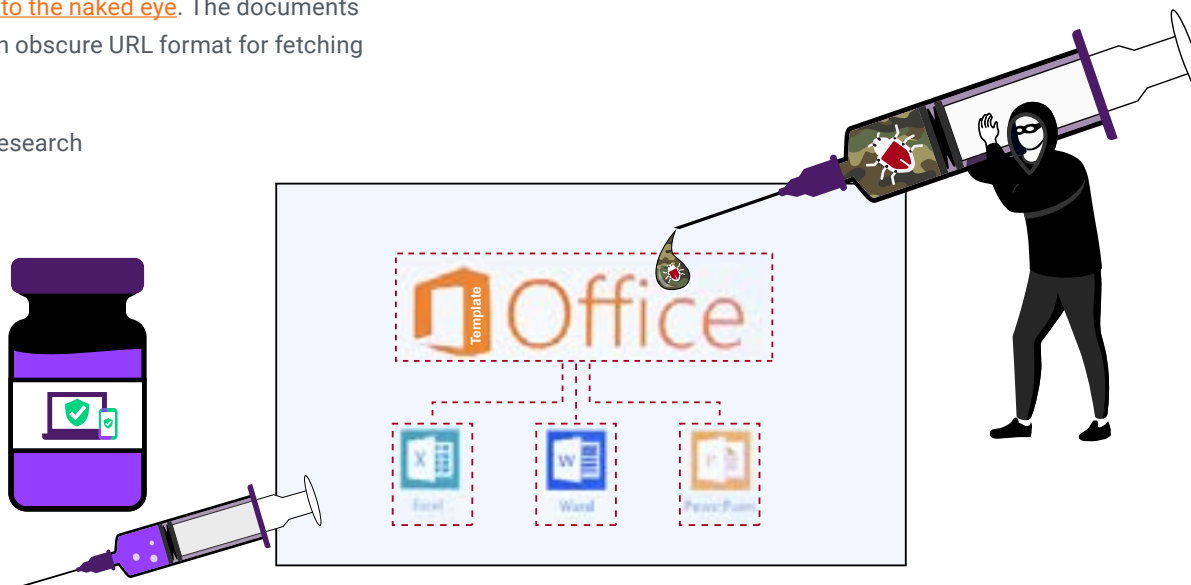 to the naked eye. The documents
n obscure URL format for fetching
esearch
Template
Office
Excel
Word
PowerPoint